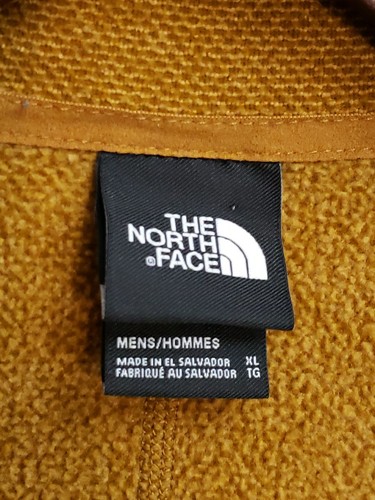 THE
NORTH
®FACE
MENS/HOMMES
MADE IN EL SALVADOR XL
FABRIQUÉ AU SALVADOR TG